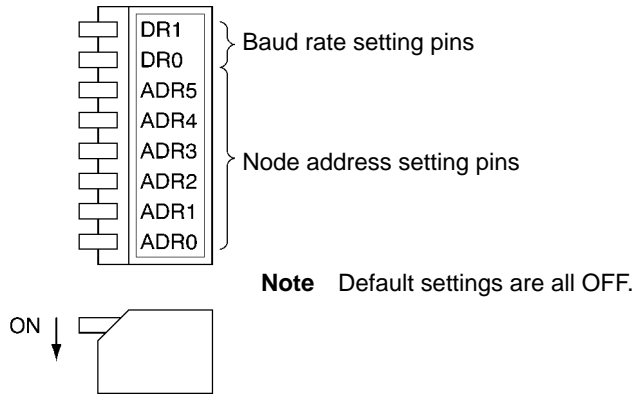 DR1
DR0
Baud rate setting pins
ADR5
ADR4
ADR3
ADR2
ADR1
ADR0
Node address setting pins
Note Default settings are all OFF.
ON